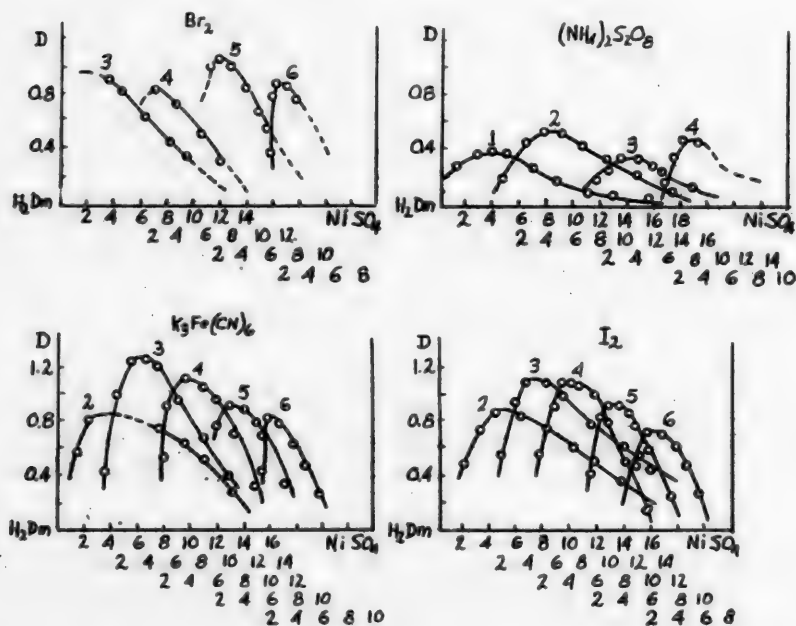 Br₂
D
3
4
5
6
0.8
0.4
H₂Dm
2 4 6 8 10 12 14 NiSO₄
2 4 6 8 10 12
2 4 6 8 10
2 4 6 8
(NH₄)₂S₂O₈
D
1
2
3
4
0.8
0.4
H₂Dm
2 4 6 8 10 12 14 16 18 NiSO₄
2 4 6 8 10 12 14 16
2 4 6 8 10 12 14
2 4 6 8 10
K₃Fe(CN)₆
D
2
3
4
5
6
1.2
0.8
0.4
H₂Dm
2 4 6 8 10 12 14 16 NiSO₄
2 4 6 8 10 12 14
2 4 6 8 10 12
2 4 6 8 10
2 4 6 8 10
I₂
D
2
3
4
5
6
1.2
0.8
0.4
H₂Dm
2 4 6 8 10 12 14 16 NiSO₄
2 4 6 8 10 12 14
2 4 6 8 10 12
2 4 6 8 10
2 4 6 8